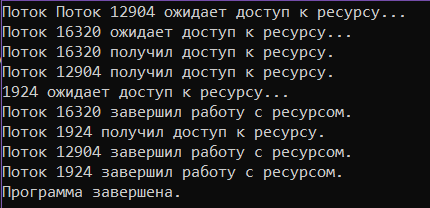 Поток Поток 12904 ожидает доступ к ресурсу...
Поток 16320 ожидает доступ к ресурсу...
Поток 16320 получил доступ к ресурсу.
Поток 12904 получил доступ к ресурсу.
1924 ожидает доступ к ресурсу...
Поток 16320 завершил работу с ресурсом.
Поток 1924 получил доступ к ресурсу.
Поток 12904 завершил работу с ресурсом.
Поток 1924 завершил работу с ресурсом.
Программа завершена.